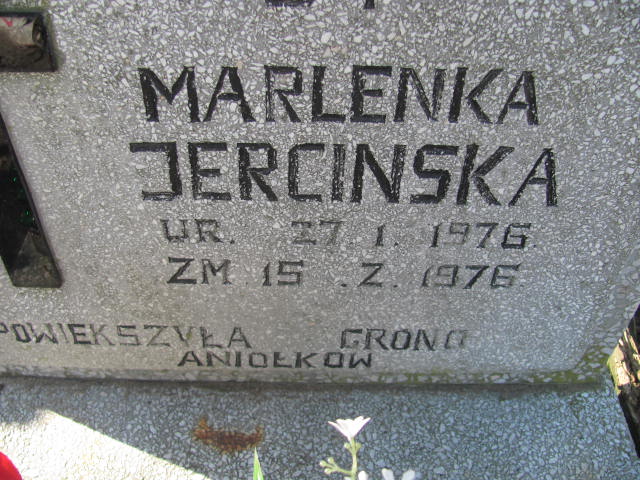 MARLENKA
JERCINSKA
UR. 27.1.1976.
ZM.15.2.1976
POWIEKSZYŁA GRONO
ANIOŁKOW